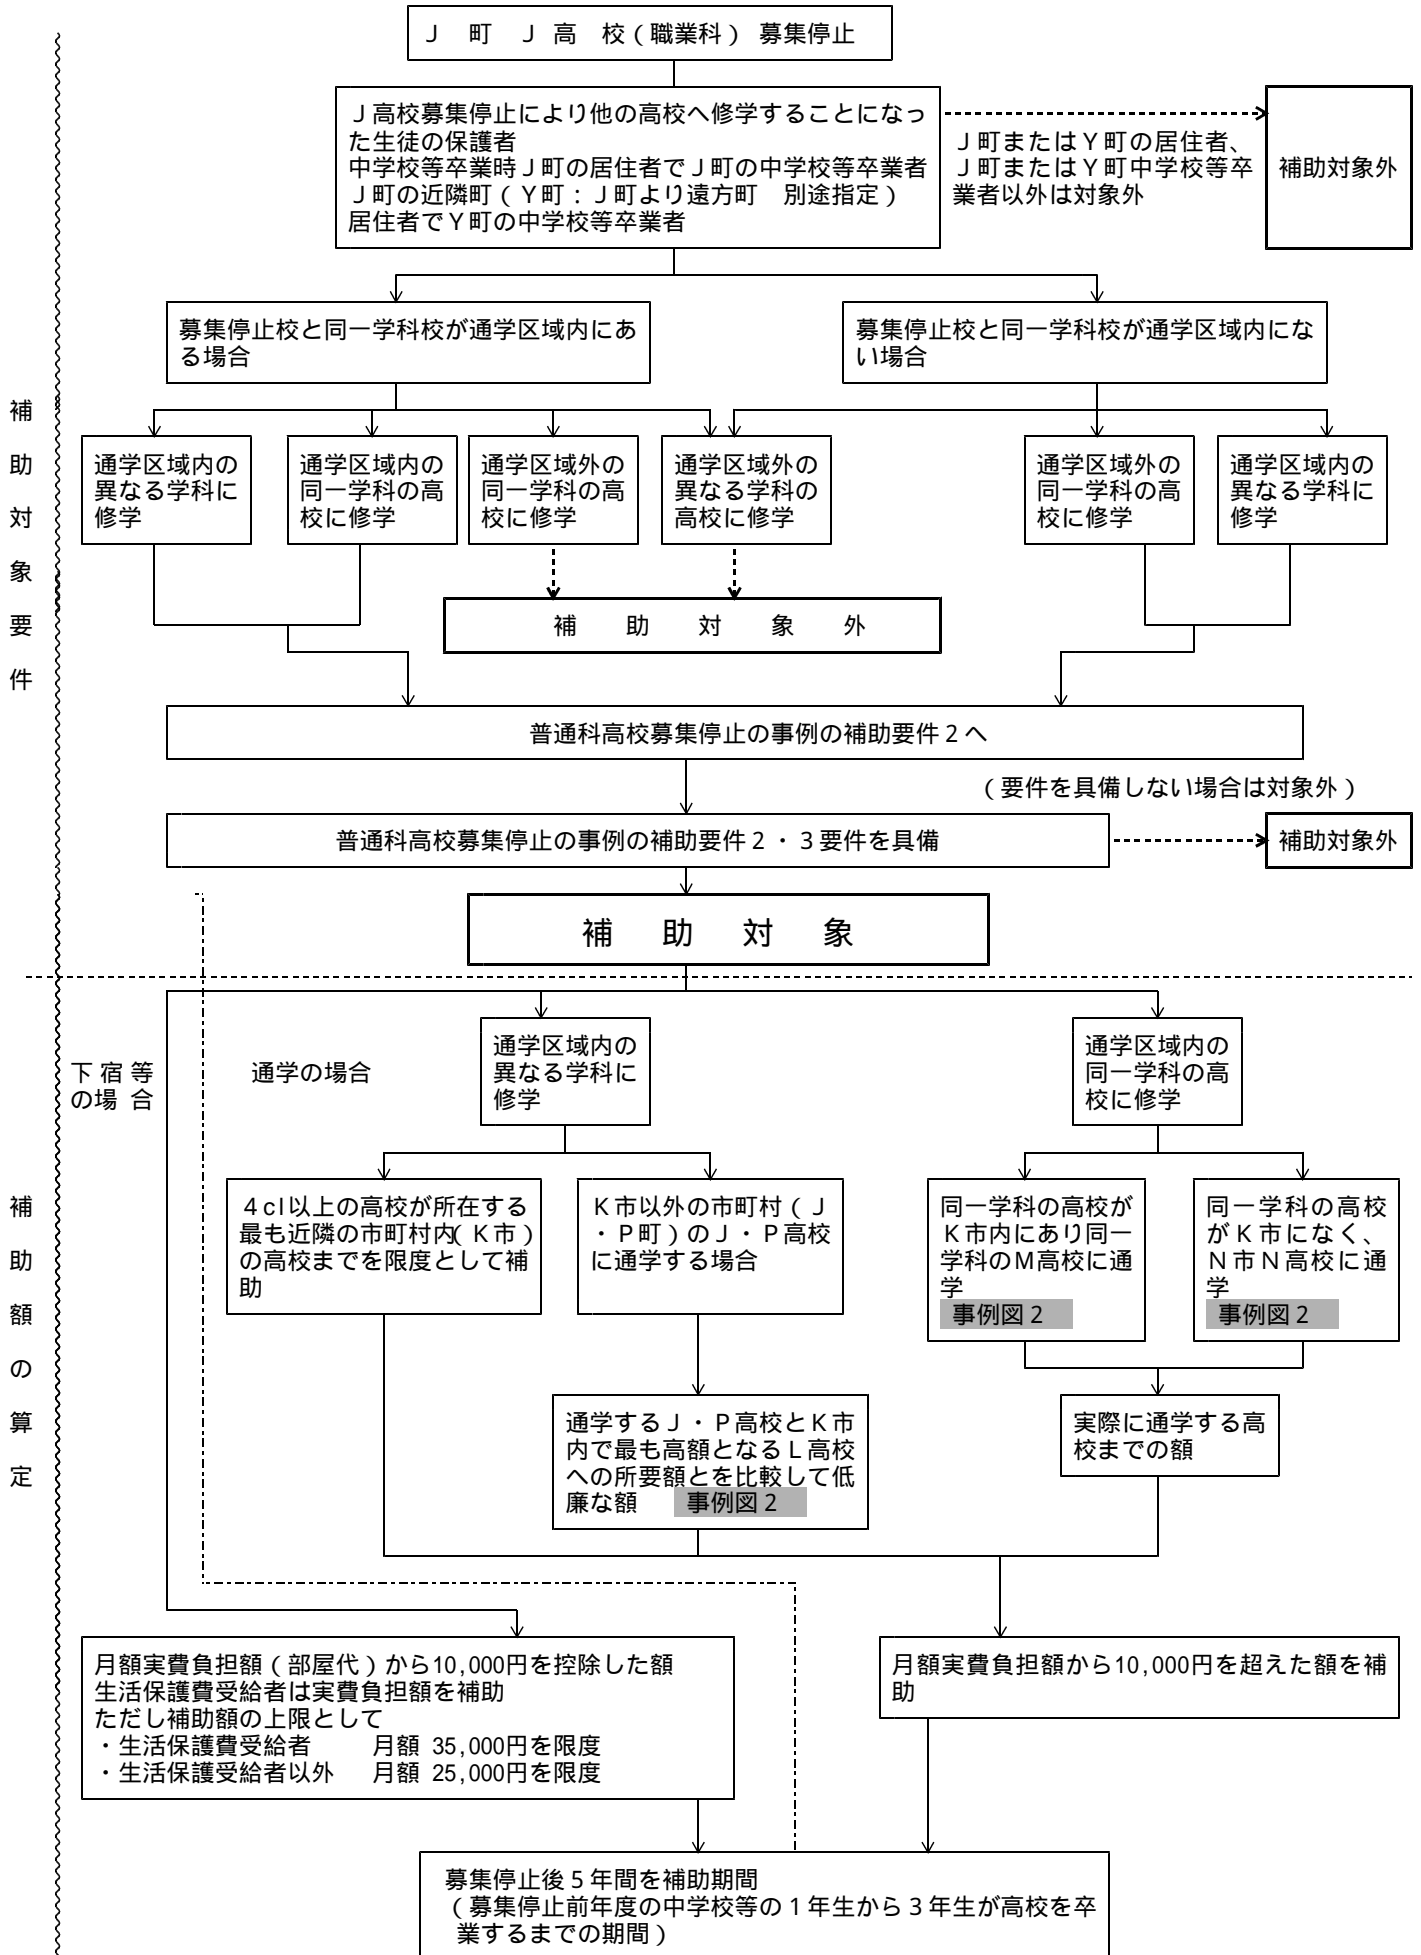 Ｊ　町　Ｊ 高　校（職業科） 募集停止
Ｊ高校募集停止により他の高校へ修学することになっ
た生徒の保護者
中学校等卒業時Ｊ町の居住者でＪ町の中学校等卒業者
Ｊ町の近隣町（Ｙ町：Ｊ町より遠方町　別途指定）
居住者でＹ町の中学校等卒業者
Ｊ町またはＹ町の居住者、
Ｊ町またはＹ町中学校等卒
業者以外は対象外
補助対象外
募集停止校と同一学科校が通学区域内にあ
る場合
募集停止校と同一学科校が通学区域内にな
い場合
補助対象要件
通学区域内の
異なる学科に
修学
通学区域内の
同一学科の高
校に修学
通学区域外の
同一学科の高
校に修学
通学区域外の
異なる学科の
高校に修学
通学区域外の
同一学科の高
校に修学
通学区域内の
異なる学科に
修学
補　助　対　象　外
普通科高校募集停止の事例の補助要件２へ
（要件を具備しない場合は対象外）
普通科高校募集停止の事例の補助要件２・３要件を具備
補助対象外
補　助　対　象
下 宿 等
の場 合
通学の場合
通学区域内の
異なる学科に
修学
通学区域内の
同一学科の高
校に修学
補助額の算定
４cl以上の高校が所在する
最も近隣の市町村内（Ｋ市）
の高校までを限度として補
助
Ｋ市以外の市町村（Ｊ
・Ｐ町）のＪ・Ｐ高校
に通学する場合
同一学科の高校が
Ｋ市内にあり同一
学科のＭ高校に通
学
事例図２
同一学科の高校
がＫ市になく、
Ｎ市Ｎ高校に通
学
事例図２
通学するＪ・Ｐ高校とＫ市
内で最も高額となるＬ高校
への所要額とを比較して低
廉な額　事例図２
実際に通学する高
校までの額
月額実費負担額（部屋代）から10,000円を控除した額
生活保護費受給者は実費負担額を補助
ただし補助額の上限として
・生活保護費受給者　　月額 35,000円を限度
・生活保護受給者以外　月額 25,000円を限度
月額実費負担額から10,000円を超えた額を補
助
募集停止後５年間を補助期間
（募集停止前年度の中学校等の１年生から３年生が高校を卒
業するまでの期間）